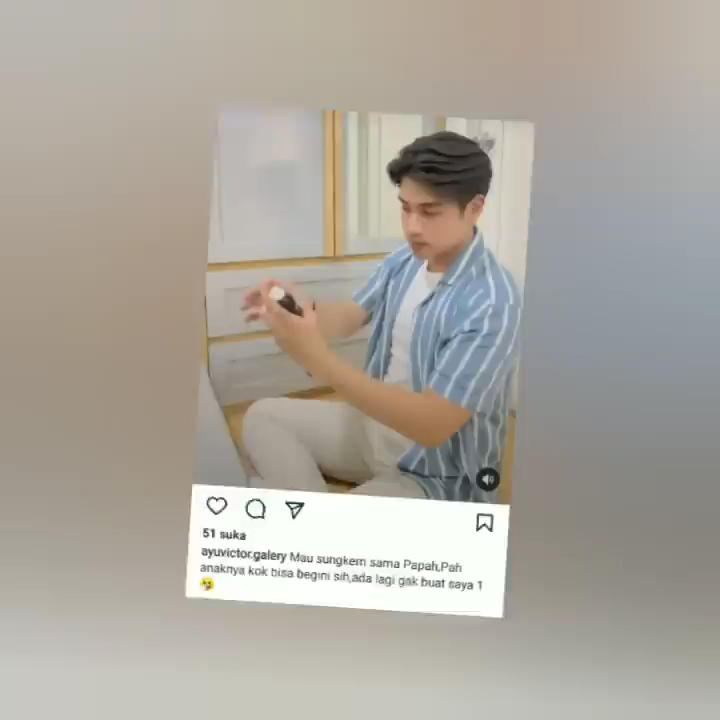 51 suka
ayuvictor.galery Mau sungkem sama Papah,Pah
anaknya kok bisa begini sih,ada lagi gak buat saya 1
🤪